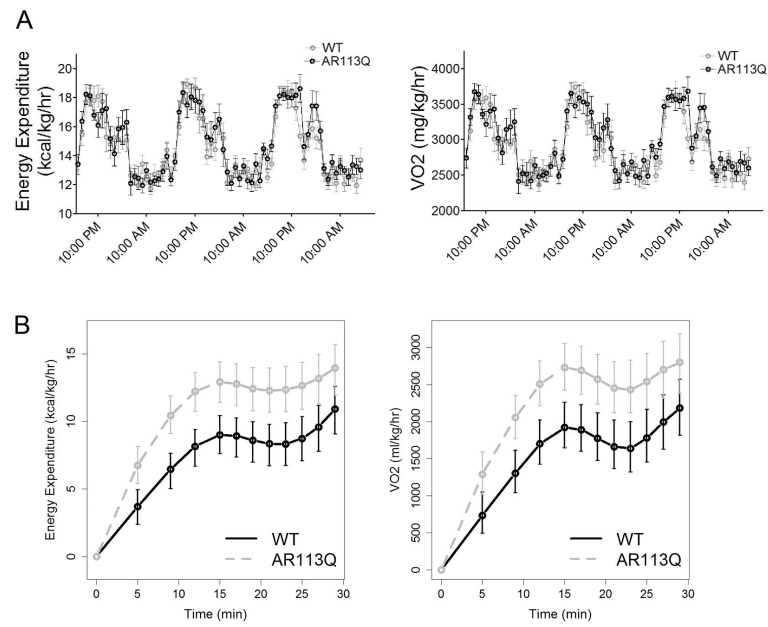 A
WT
AR113Q
Energy Expenditure
(kcal/kg/hr)
20
18
16
14
12
10
10:00 PM
10:00 AM
10:00 PM
10:00 AM
10:00 PM
10:00 AM
WT
AR113Q
VO2 (mg/kg/hr)
4000
3500
3000
2500
2000
10:00 PM
10:00 AM
10:00 PM
10:00 AM
10:00 PM
10:00 AM
B
Energy Expenditure (kcal/kg/hr)
15
10
5
0
WT
AR113Q
0 5 10 15 20 25 30
Time (min)
VO2 (ml/kg/hr)
3000
2500
2000
1500
1000
500
0
WT
AR113Q
0 5 10 15 20 25 30
Time (min)